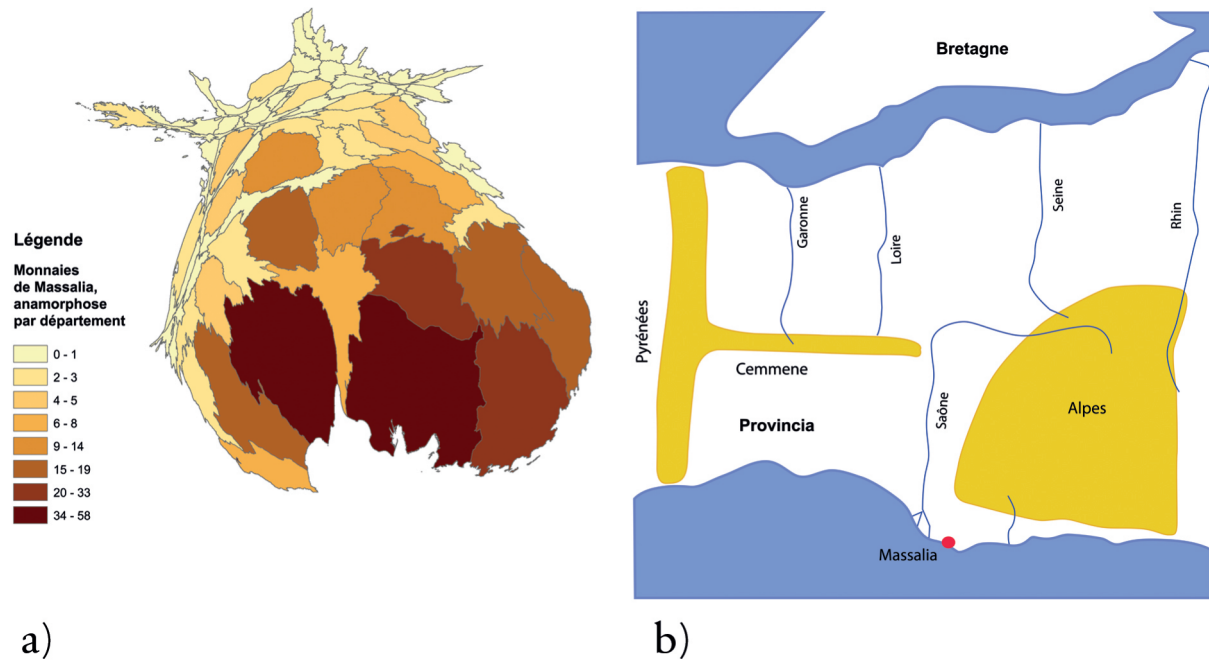 Légende
Monnaies
de Massalia,
anamorphose
par département
0 - 1
2 - 3
4 - 5
6 - 8
9 - 14
15 - 19
20 - 33
34 - 58
a)
Bretagne
Pyrénées
Garonne
Loire
Seine
Rhin
Cemmene
Saône
Alpes
Provincia
Massalia
b)